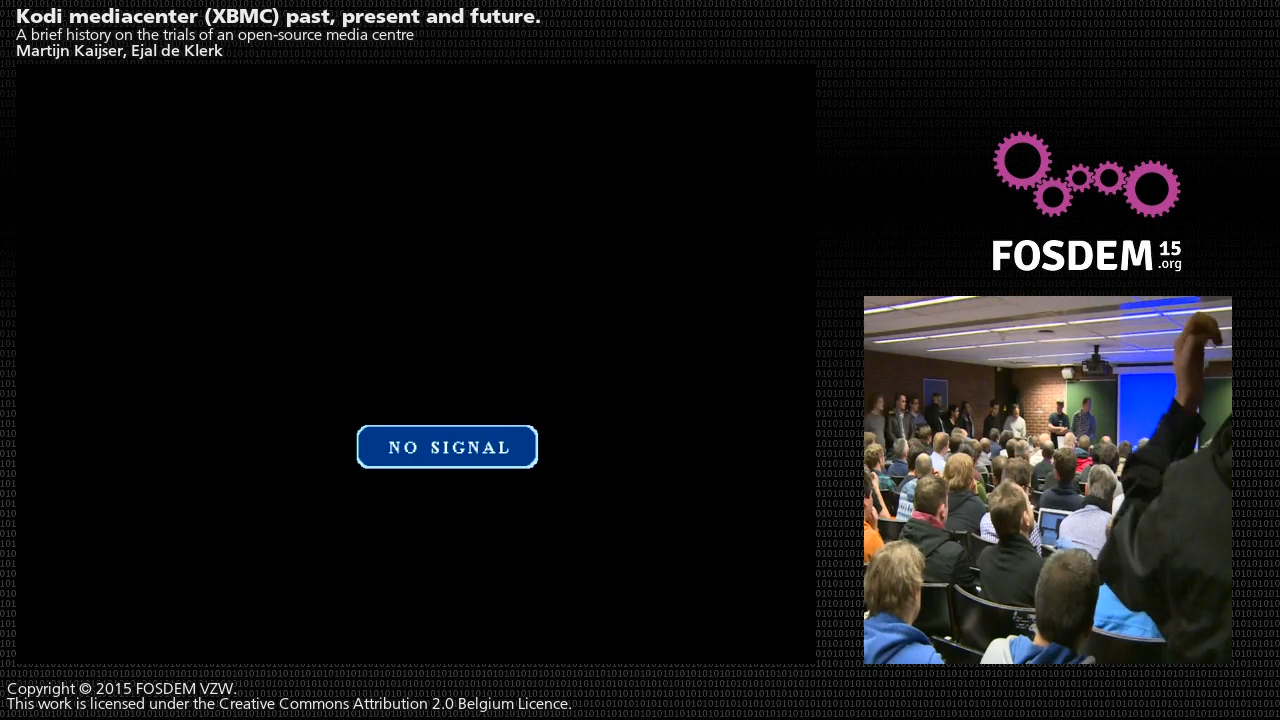 Kodi mediacenter (XBMC) past, present and future.
A brief history on the trials of an open-source media centre
Martijn Kaijser, Ejal de Klerk
FOSDEM 15
.org
NO SIGNAL
Copyright © 2015 FOSDEM VZW.
This work is licensed under the Creative Commons Attribution 2.0 Belgium Licence.